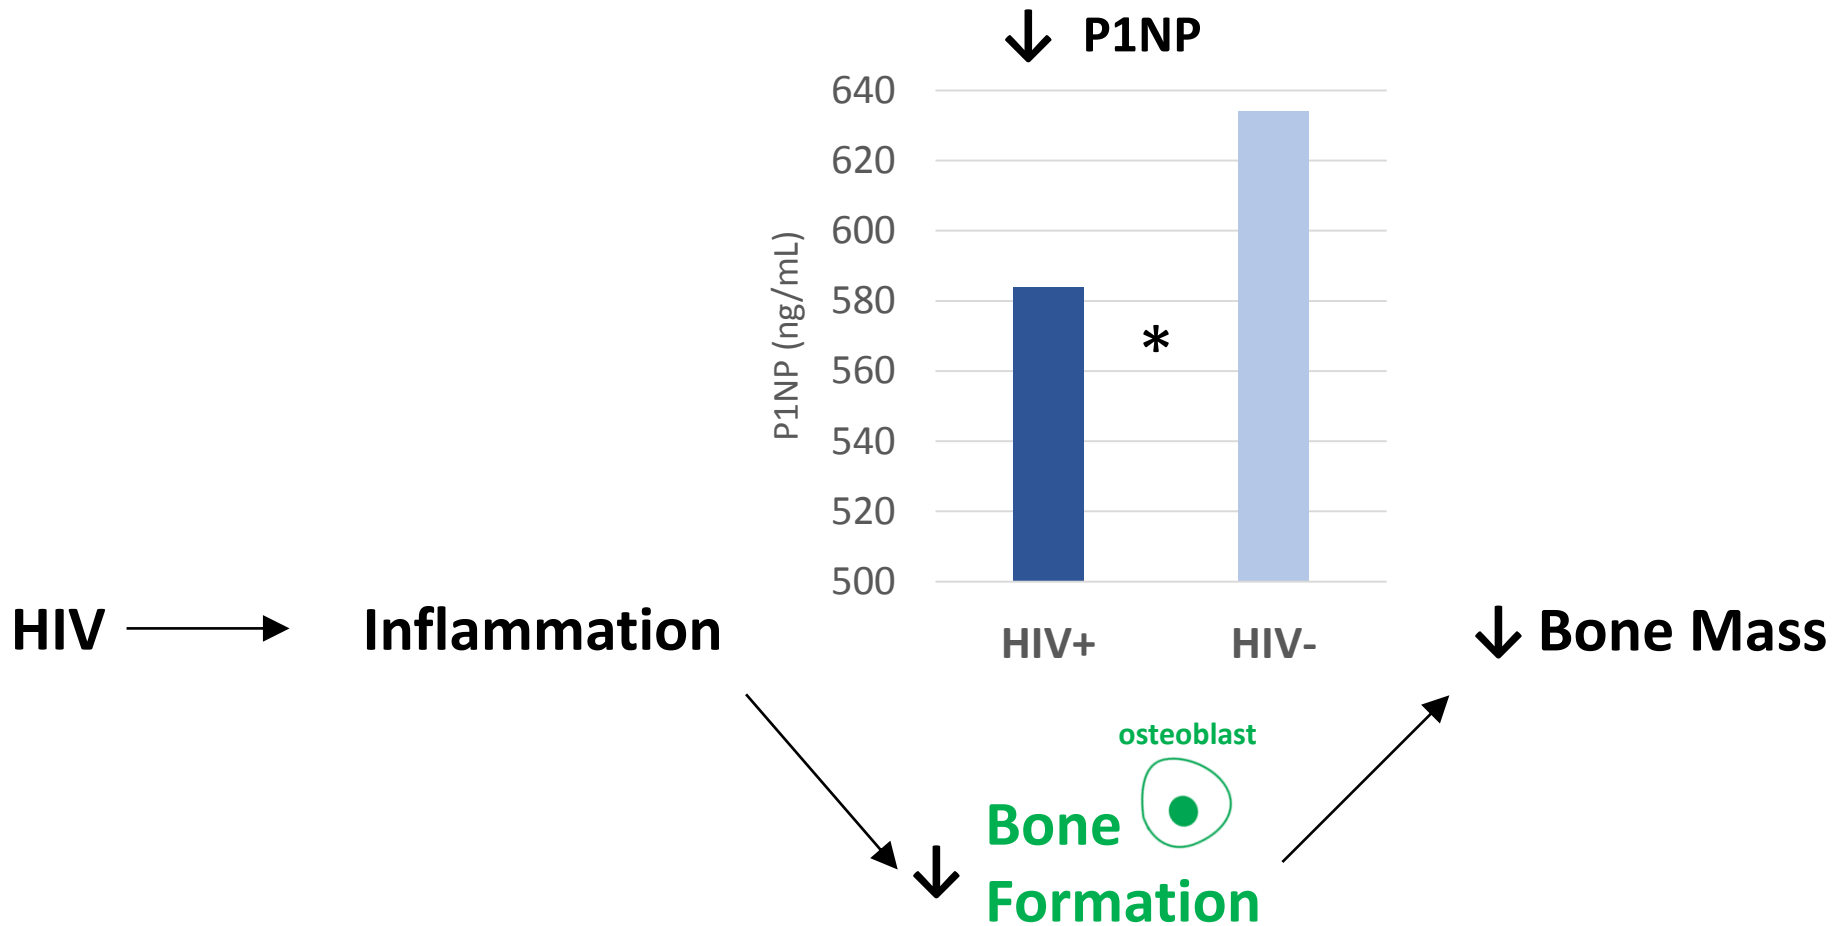 ↓ P1NP
640
620
600
580
560
540
520
500
P1NP (ng/mL)
*
HIV+ HIV-
HIV
Inflammation
↓ Bone Mass
osteoblast
↓ Bone
Formation